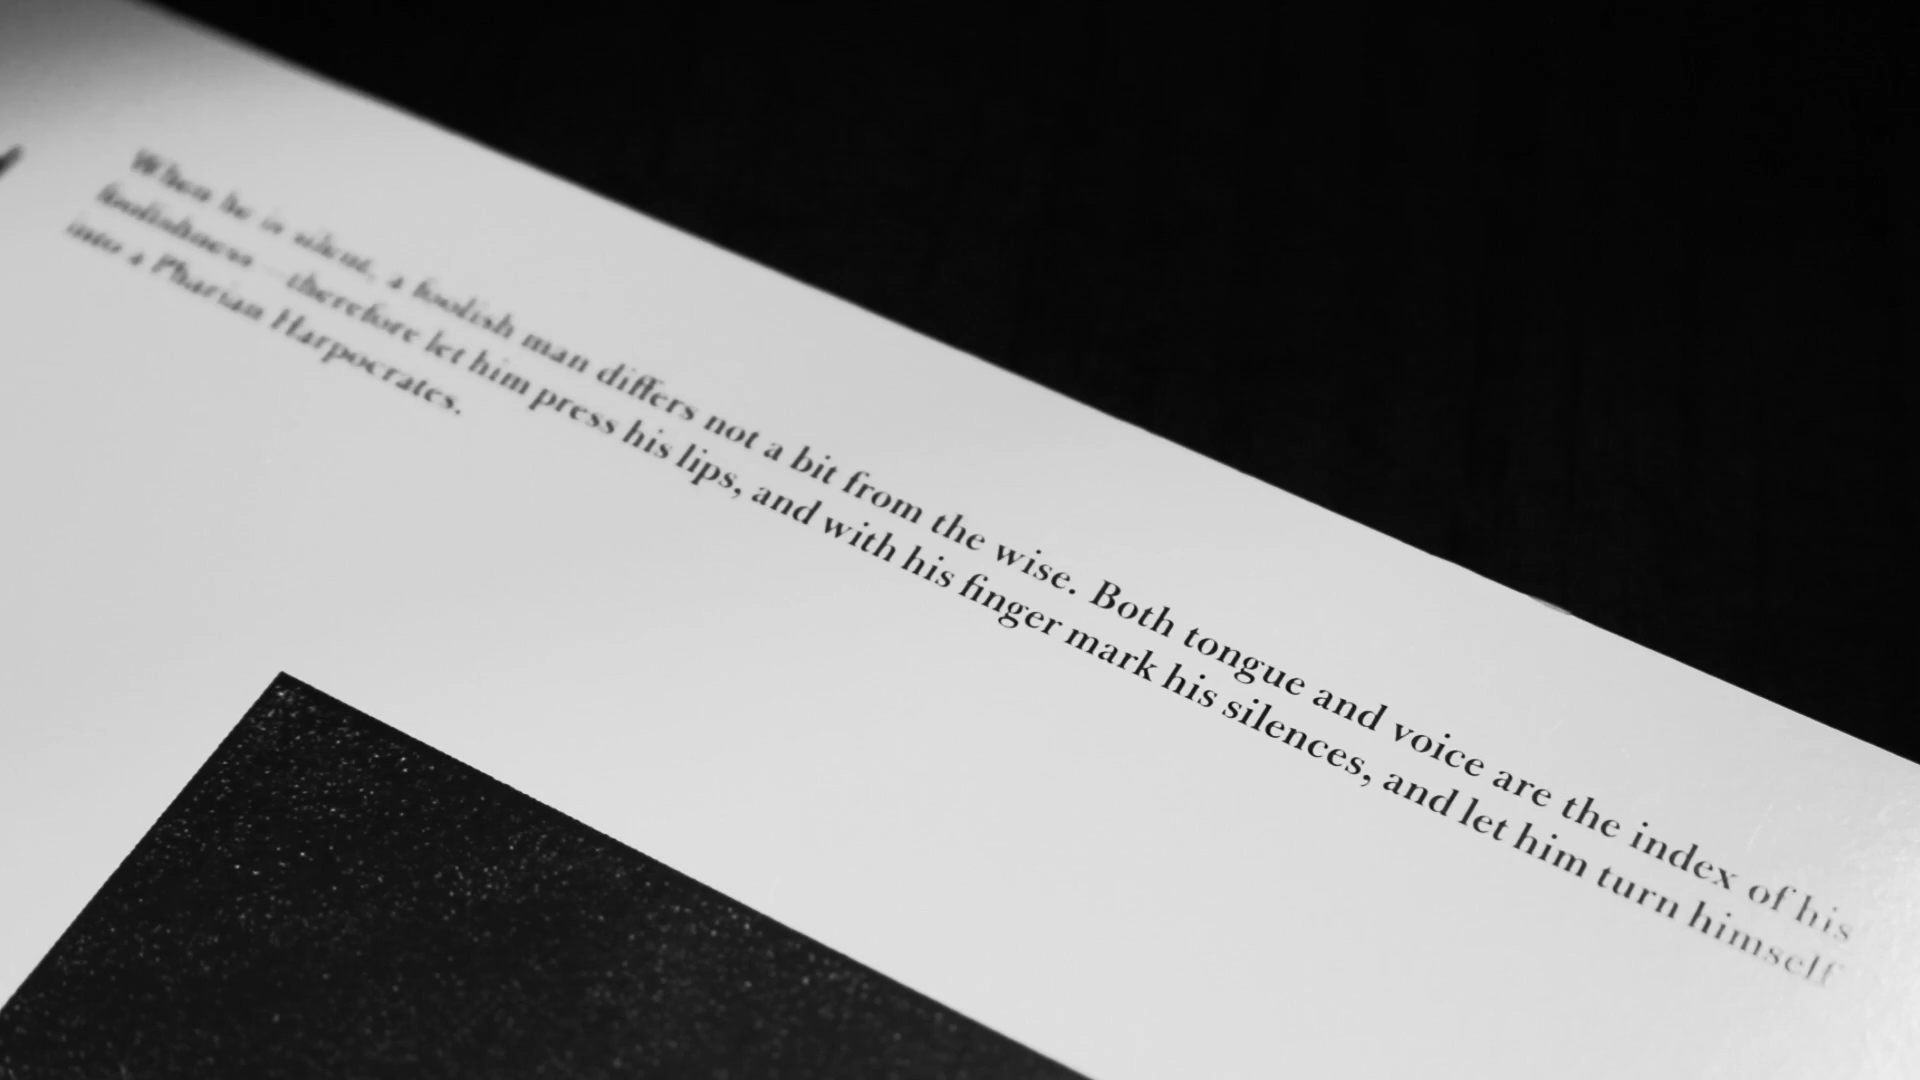 When he is silent, a foolish man differs not a bit from the wise. Both tongue and voice are the index of his
foolishness—therefore let him press his lips, and with his finger mark his silences, and let him turn himself
into a Pharian Harpocrates.